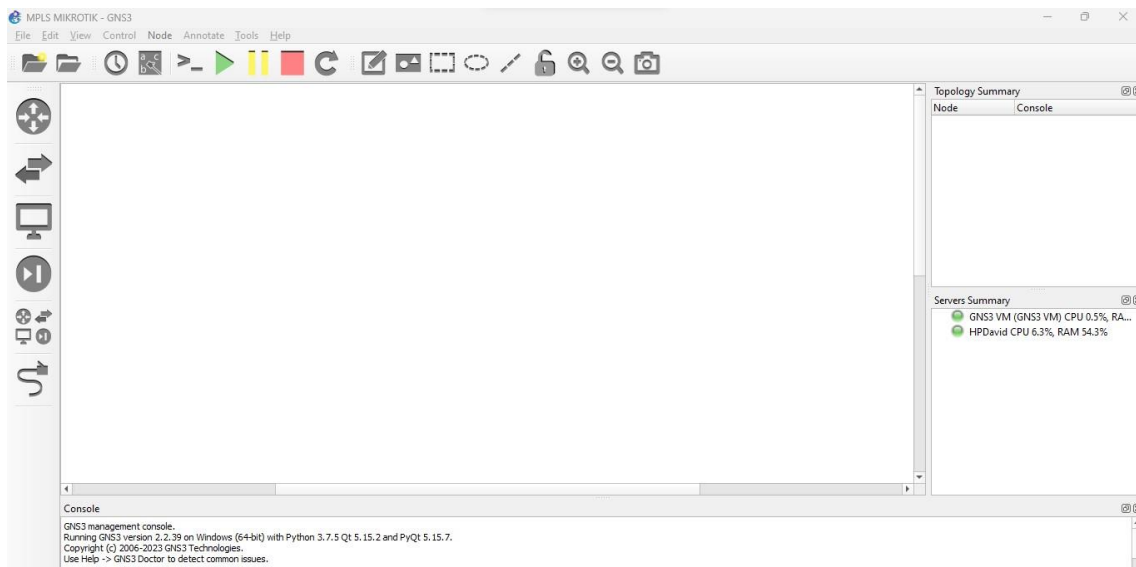 MPLS MIKROTIK - GNS3
File Edit View Control Node Annotate Tools Help
Topology Summary
Node Console
Servers Summary
GNS3 VM (GNS3 VM) CPU 0.5%, RA...
HPDavid CPU 6.3%, RAM 54.3%
Console
GNS3 management console.
Running GNS3 version 2.2.39 on Windows (64-bit) with Python 3.7.5 Qt 5.15.2 and PyQt 5.15.7.
Copyright (c) 2006-2023 GNS3 Technologies.
Use Help -> GNS3 Doctor to detect common issues.